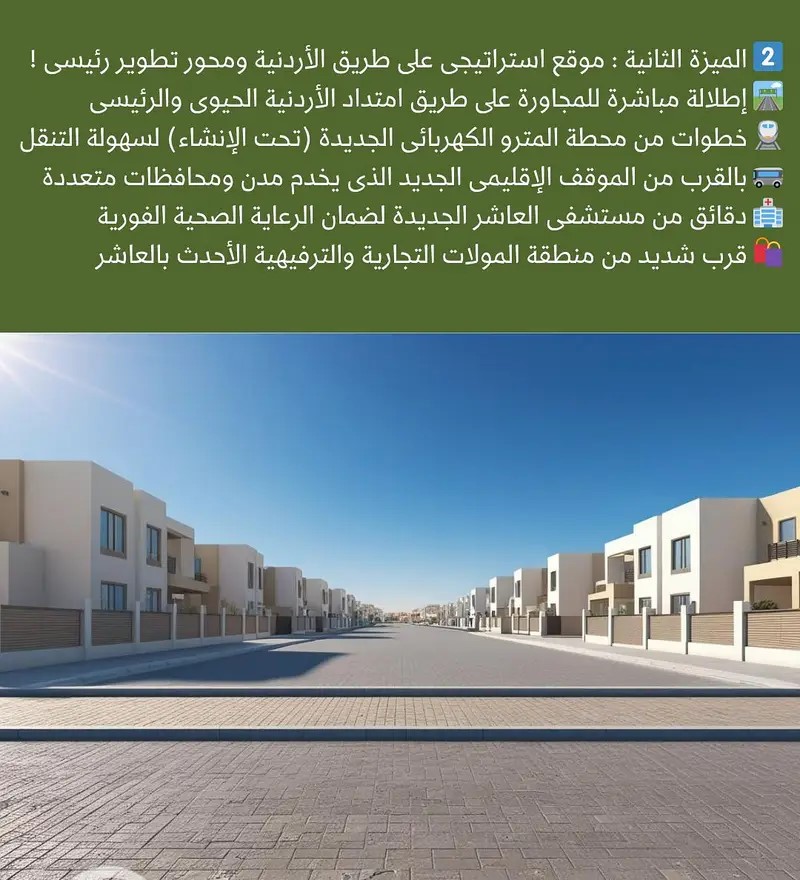 2️⃣ الميزة الثانية : موقع استراتيجى على طريق الأردنية ومحور تطوير رئيسى !
🛤️ إطلالة مباشرة للمجاورة على طريق امتداد الأردنية الحيوى والرئيسى
🚆 خطوات من محطة المترو الكهربائى الجديدة (تحت الإنشاء) لسهولة التنقل
🚌 بالقرب من الموقف الإقليمى الجديد الذى يخدم مدن ومحافظات متعددة
🏥 دقائق من مستشفى العاشر الجديدة لضمان الرعاية الصحية الفورية
🛍️ قرب شديد من منطقة المولات التجارية والترفيهية الأحدث بالعاشر